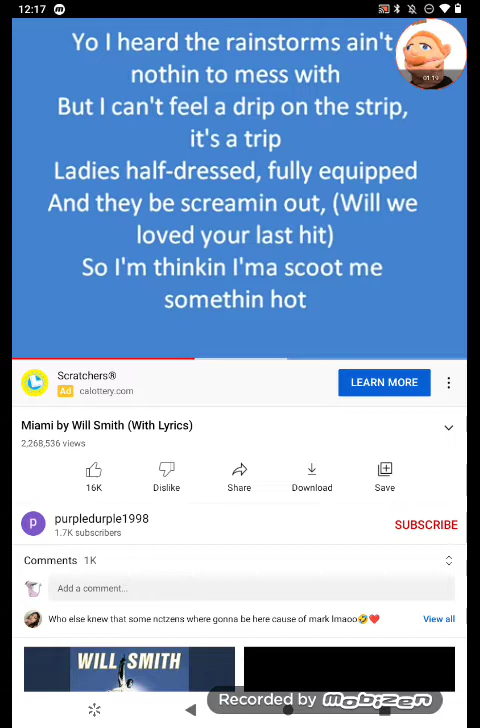 12:17
Yo I heard the rainstorms ain't
nothin to mess with
But I can't feel a drip on the strip,
it's a trip
Ladies half-dressed, fully equipped
And they be screamin out, (Will we
loved your last hit)
So I'm thinkin I'ma scoot me
somethin hot
01:19
Scratchers®
Ad calottery.com
LEARN MORE
Miami by Will Smith (With Lyrics)
2,268,536 views
16K Dislike Share Download Save
p
purpledurple1998
1.7K subscribers
SUBSCRIBE
Comments 1K
Add a comment...
Who else knew that some nctzens where gonna be here cause of mark lmaoo🤣❤️
View all
WILL SMITH
Recorded by mobizen